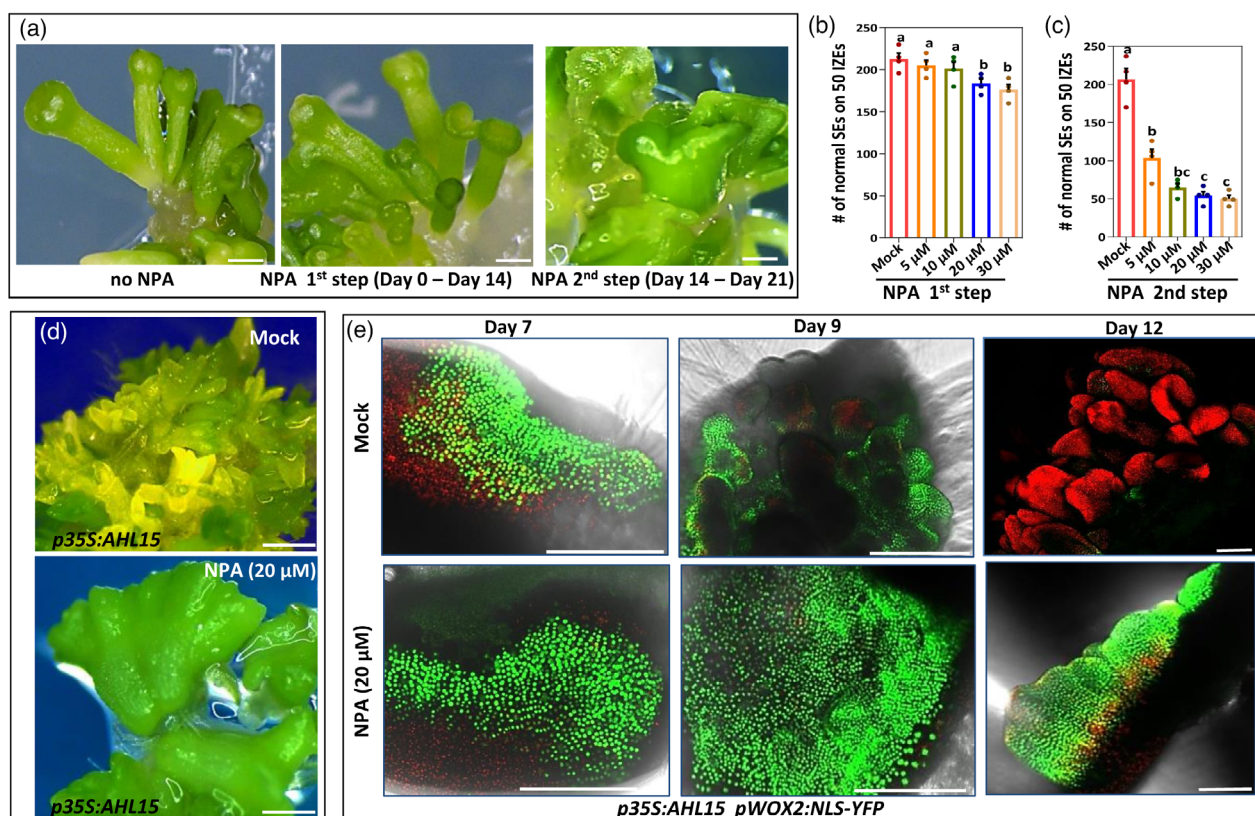 (a)
no NPA
NPA 1st step (Day 0 – Day 14)
NPA 2nd step (Day 14 – Day 21)
(b)
# of normal SEs on 50 IZEs
250
200
150
100
50
0
a
a
a
b
b
Mock
5 µM
10 µM
20 µM
30 µM
NPA 1st step
(c)
# of normal SEs on 50 IZEs
250
200
150
100
50
0
a
b
bc
c
c
Mock
5 µM
10 µM
20 µM
30 µM
NPA 2nd step
(d)
Mock
p35S:AHL15
NPA (20 µM)
p35S:AHL15
(e)
Day 7
Day 9
Day 12
Mock
NPA (20 µM)
p35S:AHL15 pWOX2:NLS-YFP